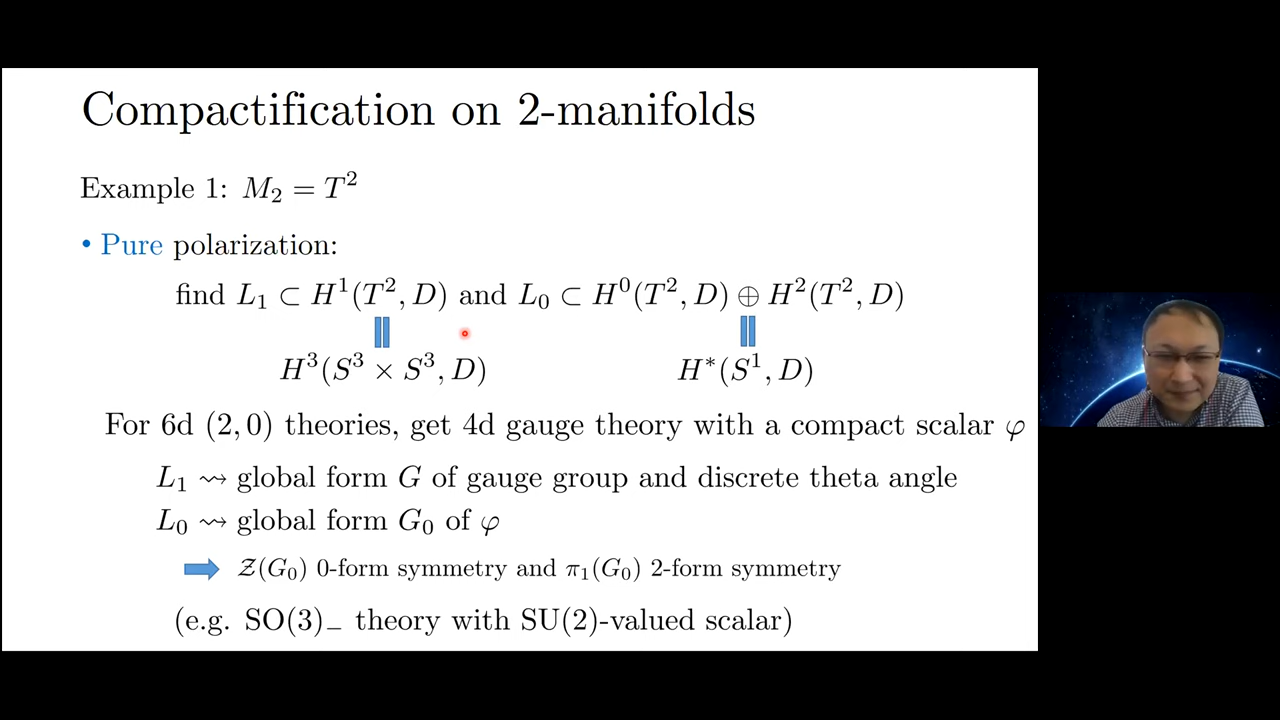 Compactification on 2-manifolds
Example 1: M₂ = T²
• Pure polarization:
find L₁ ⊂ H¹(T², D) and L₀ ⊂ H⁰(T², D) ⊕ H²(T², D)
H³(S³ × S³, D) H*(S¹, D)
For 6d (2, 0) theories, get 4d gauge theory with a compact scalar φ
L₁ ⇝ global form G of gauge group and discrete theta angle
L₀ ⇝ global form G₀ of φ
𝒵(G₀) 0-form symmetry and π₁(G₀) 2-form symmetry
(e.g. SO(3)₋ theory with SU(2)-valued scalar)